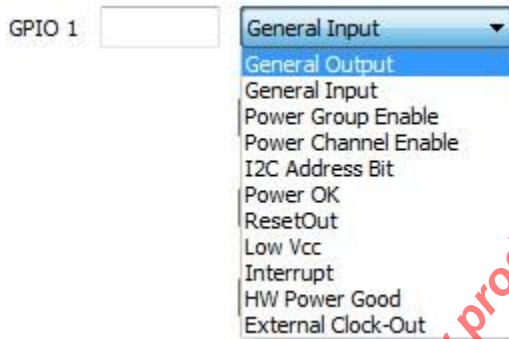 GPIO 1 General Input
General Output
General Input
Power Group Enable
Power Channel Enable
I2C Address Bit
Power OK
ResetOut
Low Vcc
Interrupt
HW Power Good
External Clock-Out